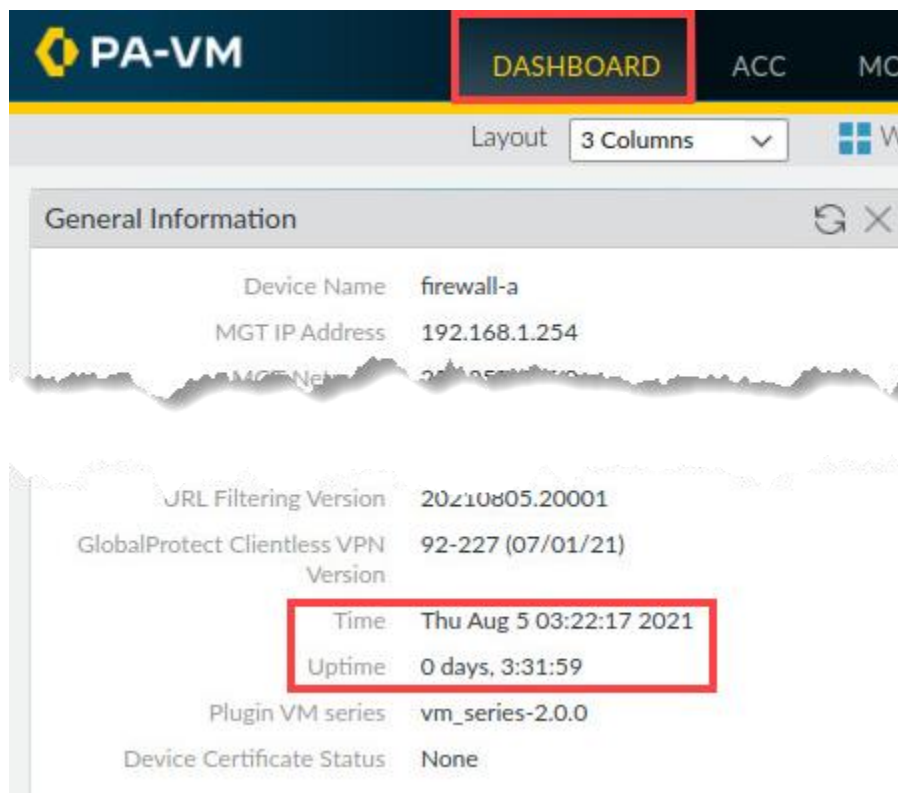 PA-VM
DASHBOARD ACC
Layout 3 Columns
General Information
Device Name firewall-a
MGT IP Address 192.168.1.254
URL Filtering Version 20210805.20001
GlobalProtect Clientless VPN 92-227 (07/01/21)
Version
Time Thu Aug 5 03:22:17 2021
Uptime 0 days, 3:31:59
Plugin VM series vm_series-2.0.0
Device Certificate Status None